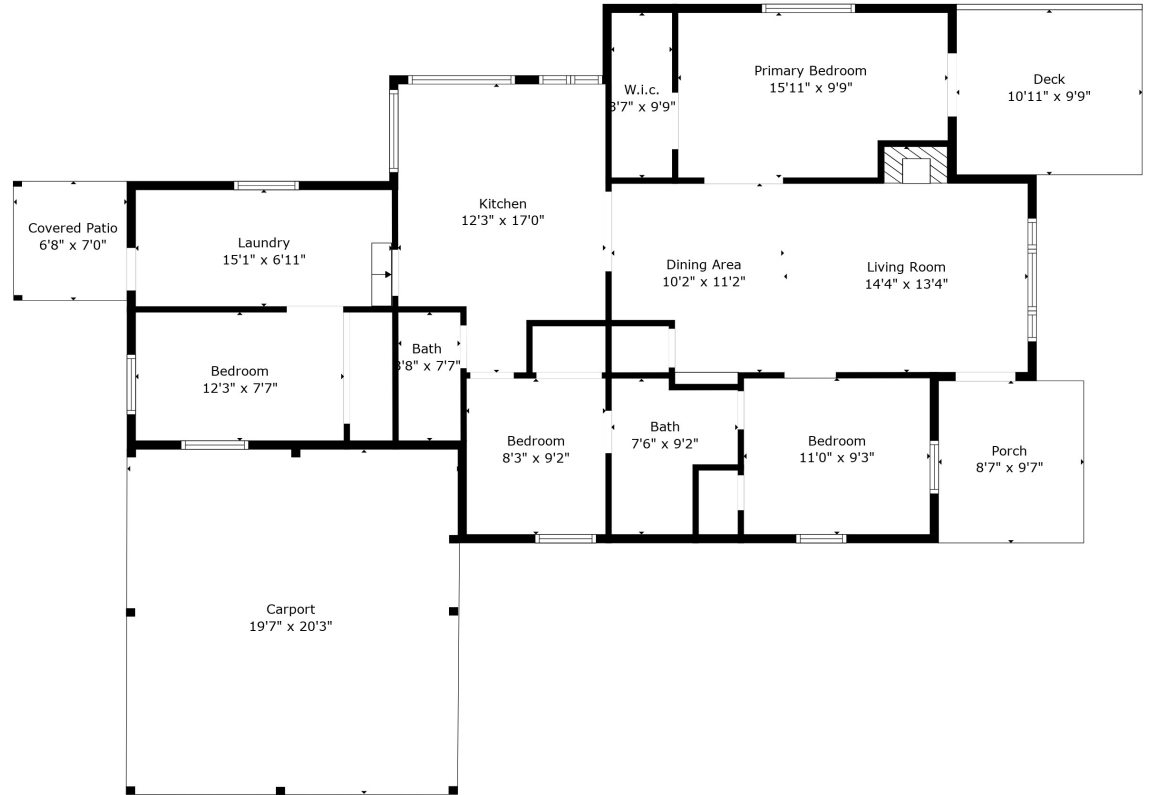 Primary Bedroom
15'11" x 9'9"
Deck
10'11" x 9'9"
W.i.c.
3'7" x 9'9"
Kitchen
12'3" x 17'0"
Covered Patio
6'8" x 7'0"
Laundry
15'1" x 6'11"
Dining Area
10'2" x 11'2"
Living Room
14'4" x 13'4"
Bath
3'8" x 7'7"
Bedroom
12'3" x 7'7"
Bedroom
8'3" x 9'2"
Bath
7'6" x 9'2"
Bedroom
11'0" x 9'3"
Porch
8'7" x 9'7"
Carport
19'7" x 20'3"